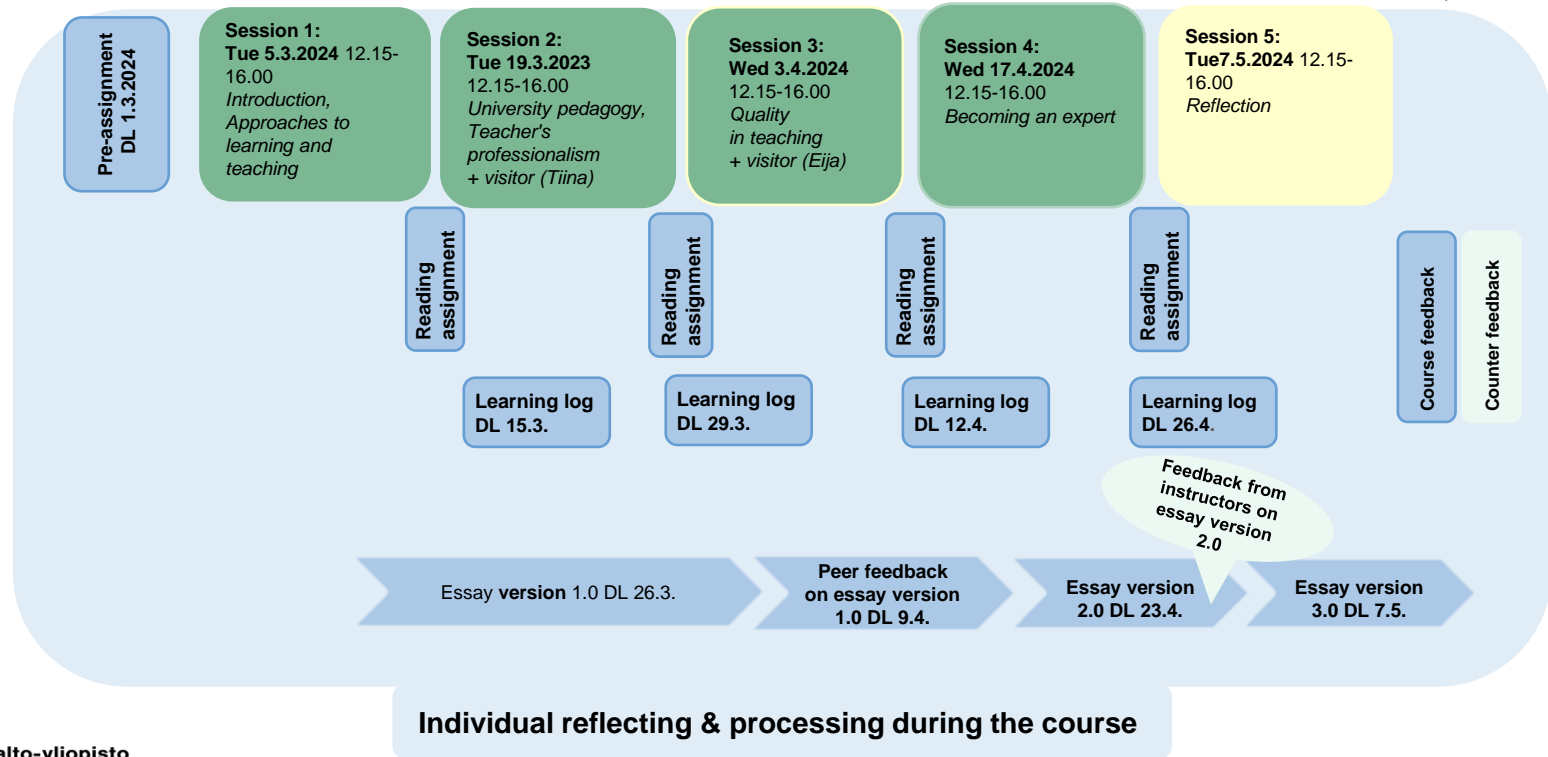 Pre-assignment
DL 1.3.2024
Session 1:
Tue 5.3.2024 12.15-
16.00
Introduction,
Approaches to
learning and
teaching
Session 2:
Tue 19.3.2023
12.15-16.00
University pedagogy,
Teacher's
professionalism
+ visitor (Tiina)
Session 3:
Wed 3.4.2024
12.15-16.00
Quality
in teaching
+ visitor (Eija)
Session 4:
Wed 17.4.2024
12.15-16.00
Becoming an expert
Session 5:
Tue7.5.2024 12.15-
16.00
Reflection
Reading
assignment
Reading
assignment
Reading
assignment
Reading
assignment
Course feedback
Counter feedback
Learning log
DL 15.3.
Learning log
DL 29.3.
Learning log
DL 12.4.
Learning log
DL 26.4.
Feedback from
instructors on
essay version
2.0
Essay version 1.0 DL 26.3.
Peer feedback
on essay version
1.0 DL 9.4.
Essay version
2.0 DL 23.4.
Essay version
3.0 DL 7.5.
Individual reflecting & processing during the course
alto-yliopisto